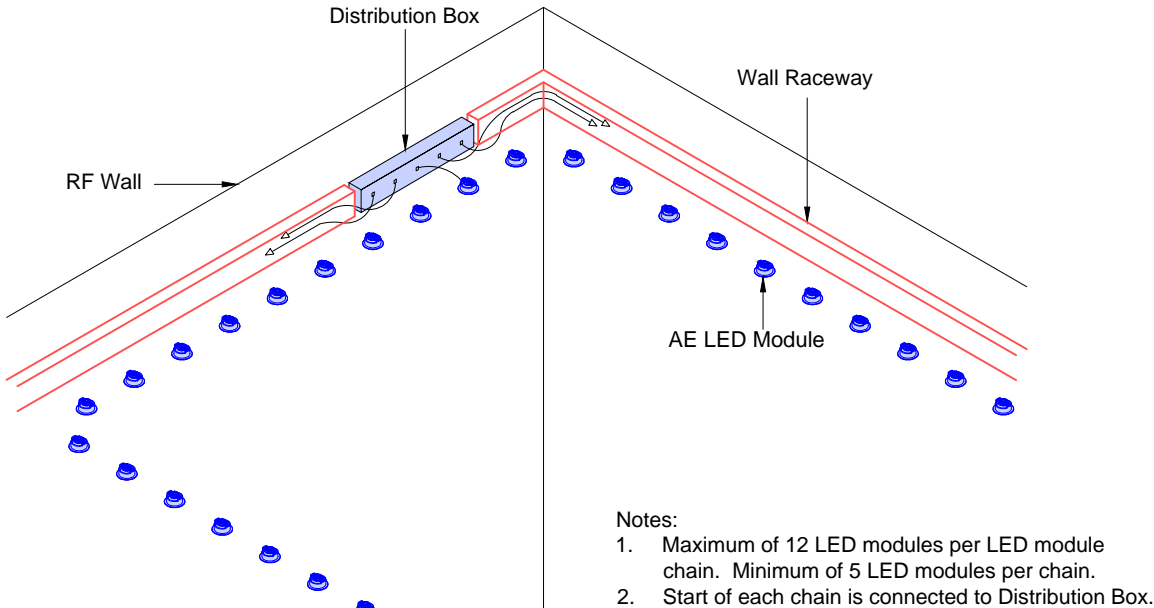 Distribution Box
Wall Raceway
RF Wall
AE LED Module
Notes:
1. Maximum of 12 LED modules per LED module
chain. Minimum of 5 LED modules per chain.
2. Start of each chain is connected to Distribution Box.